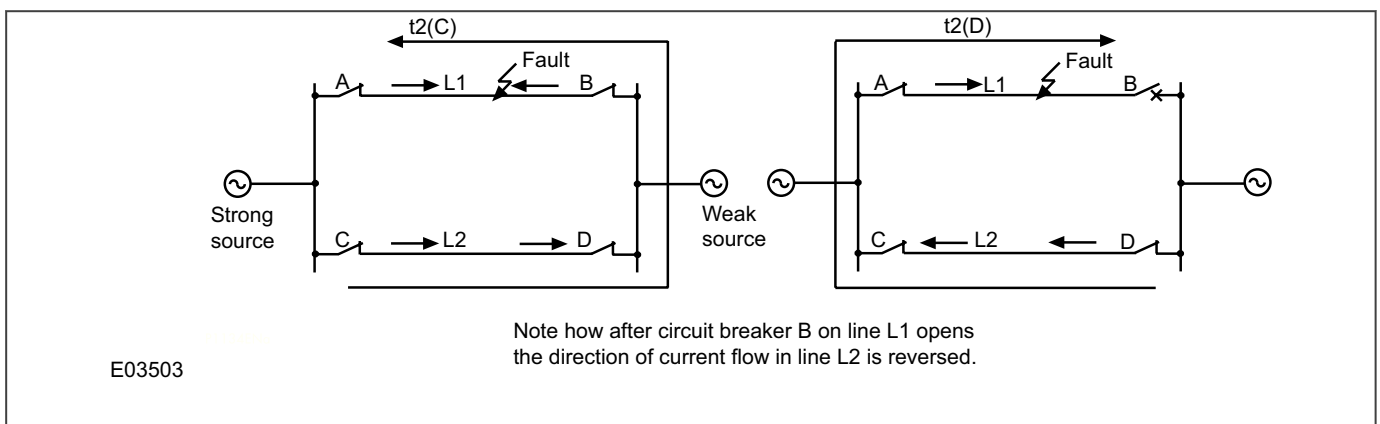 t2(C)
Fault
A
L1
B
Strong
source
Weak
source
C
L2
D
t2(D)
Fault
A
L1
B
C
L2
D
Note how after circuit breaker B on line L1 opens
the direction of current flow in line L2 is reversed.
E03503